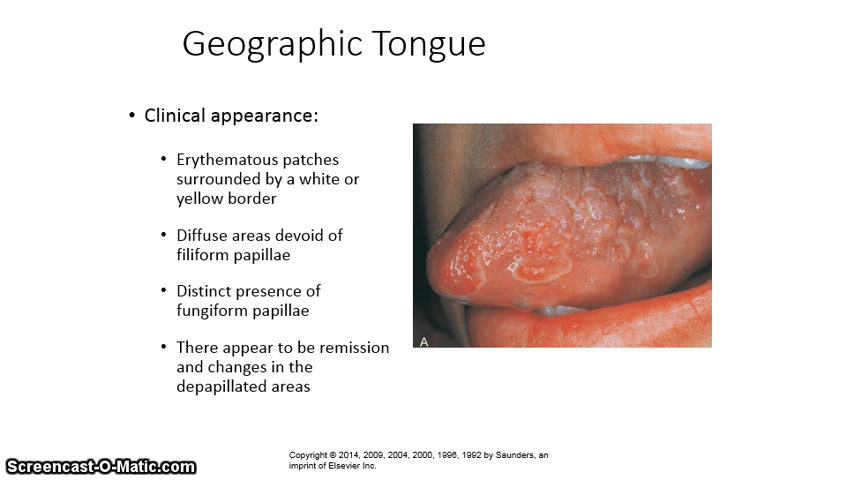 Geographic Tongue
• Clinical appearance:
• Erythematous patches
surrounded by a white or
yellow border
• Diffuse areas devoid of
filiform papillae
• Distinct presence of
fungiform papillae
• There appear to be remission
and changes in the
depapillated areas
A
Copyright © 2014, 2009, 2004, 2000, 1996, 1992 by Saunders, an
imprint of Elsevier Inc.
Screencast-O-Matic.com